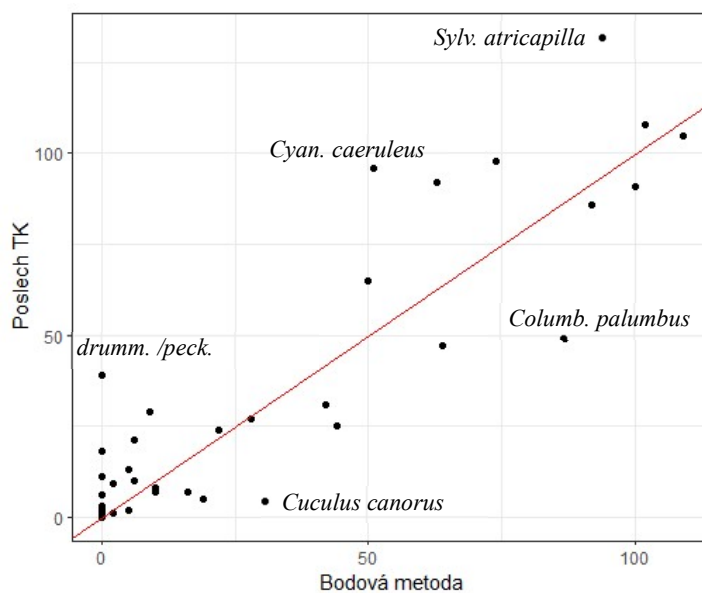 Sylv. atricapilla
Cyan. caeruleus
Columb. palumbus
drumm. /peck.
Cuculus canorus
Poslech TK
100
50
0
0
50
100
Bodová metoda